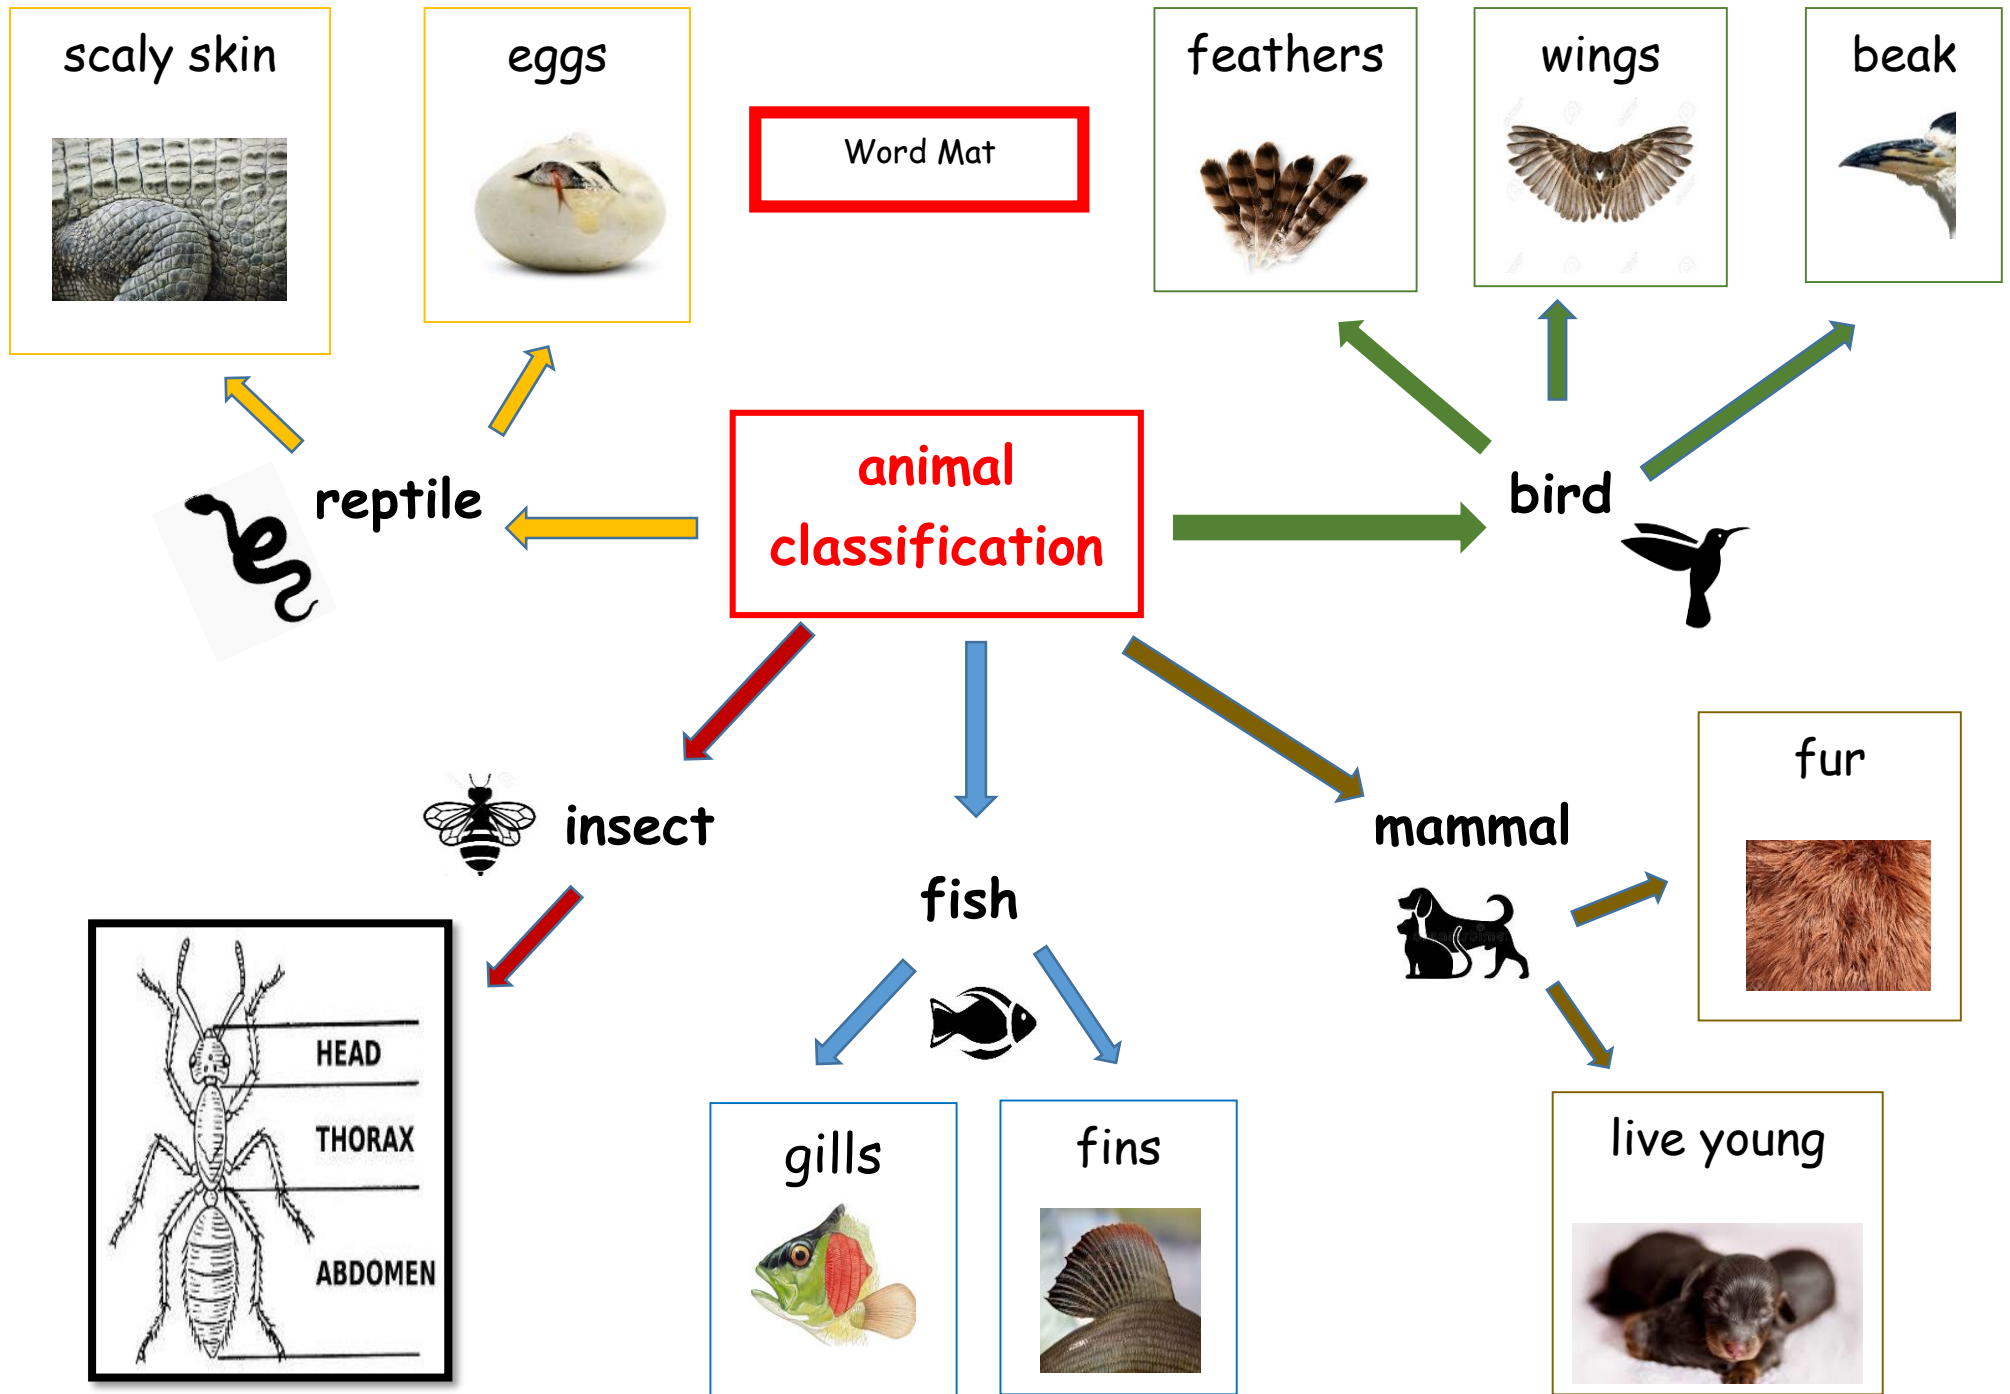 scaly skin
eggs
Word Mat
feathers
wings
beak
reptile
animal
classification
bird
insect
fish
mammal
fur
HEAD
THORAX
ABDOMEN
gills
fins
live young